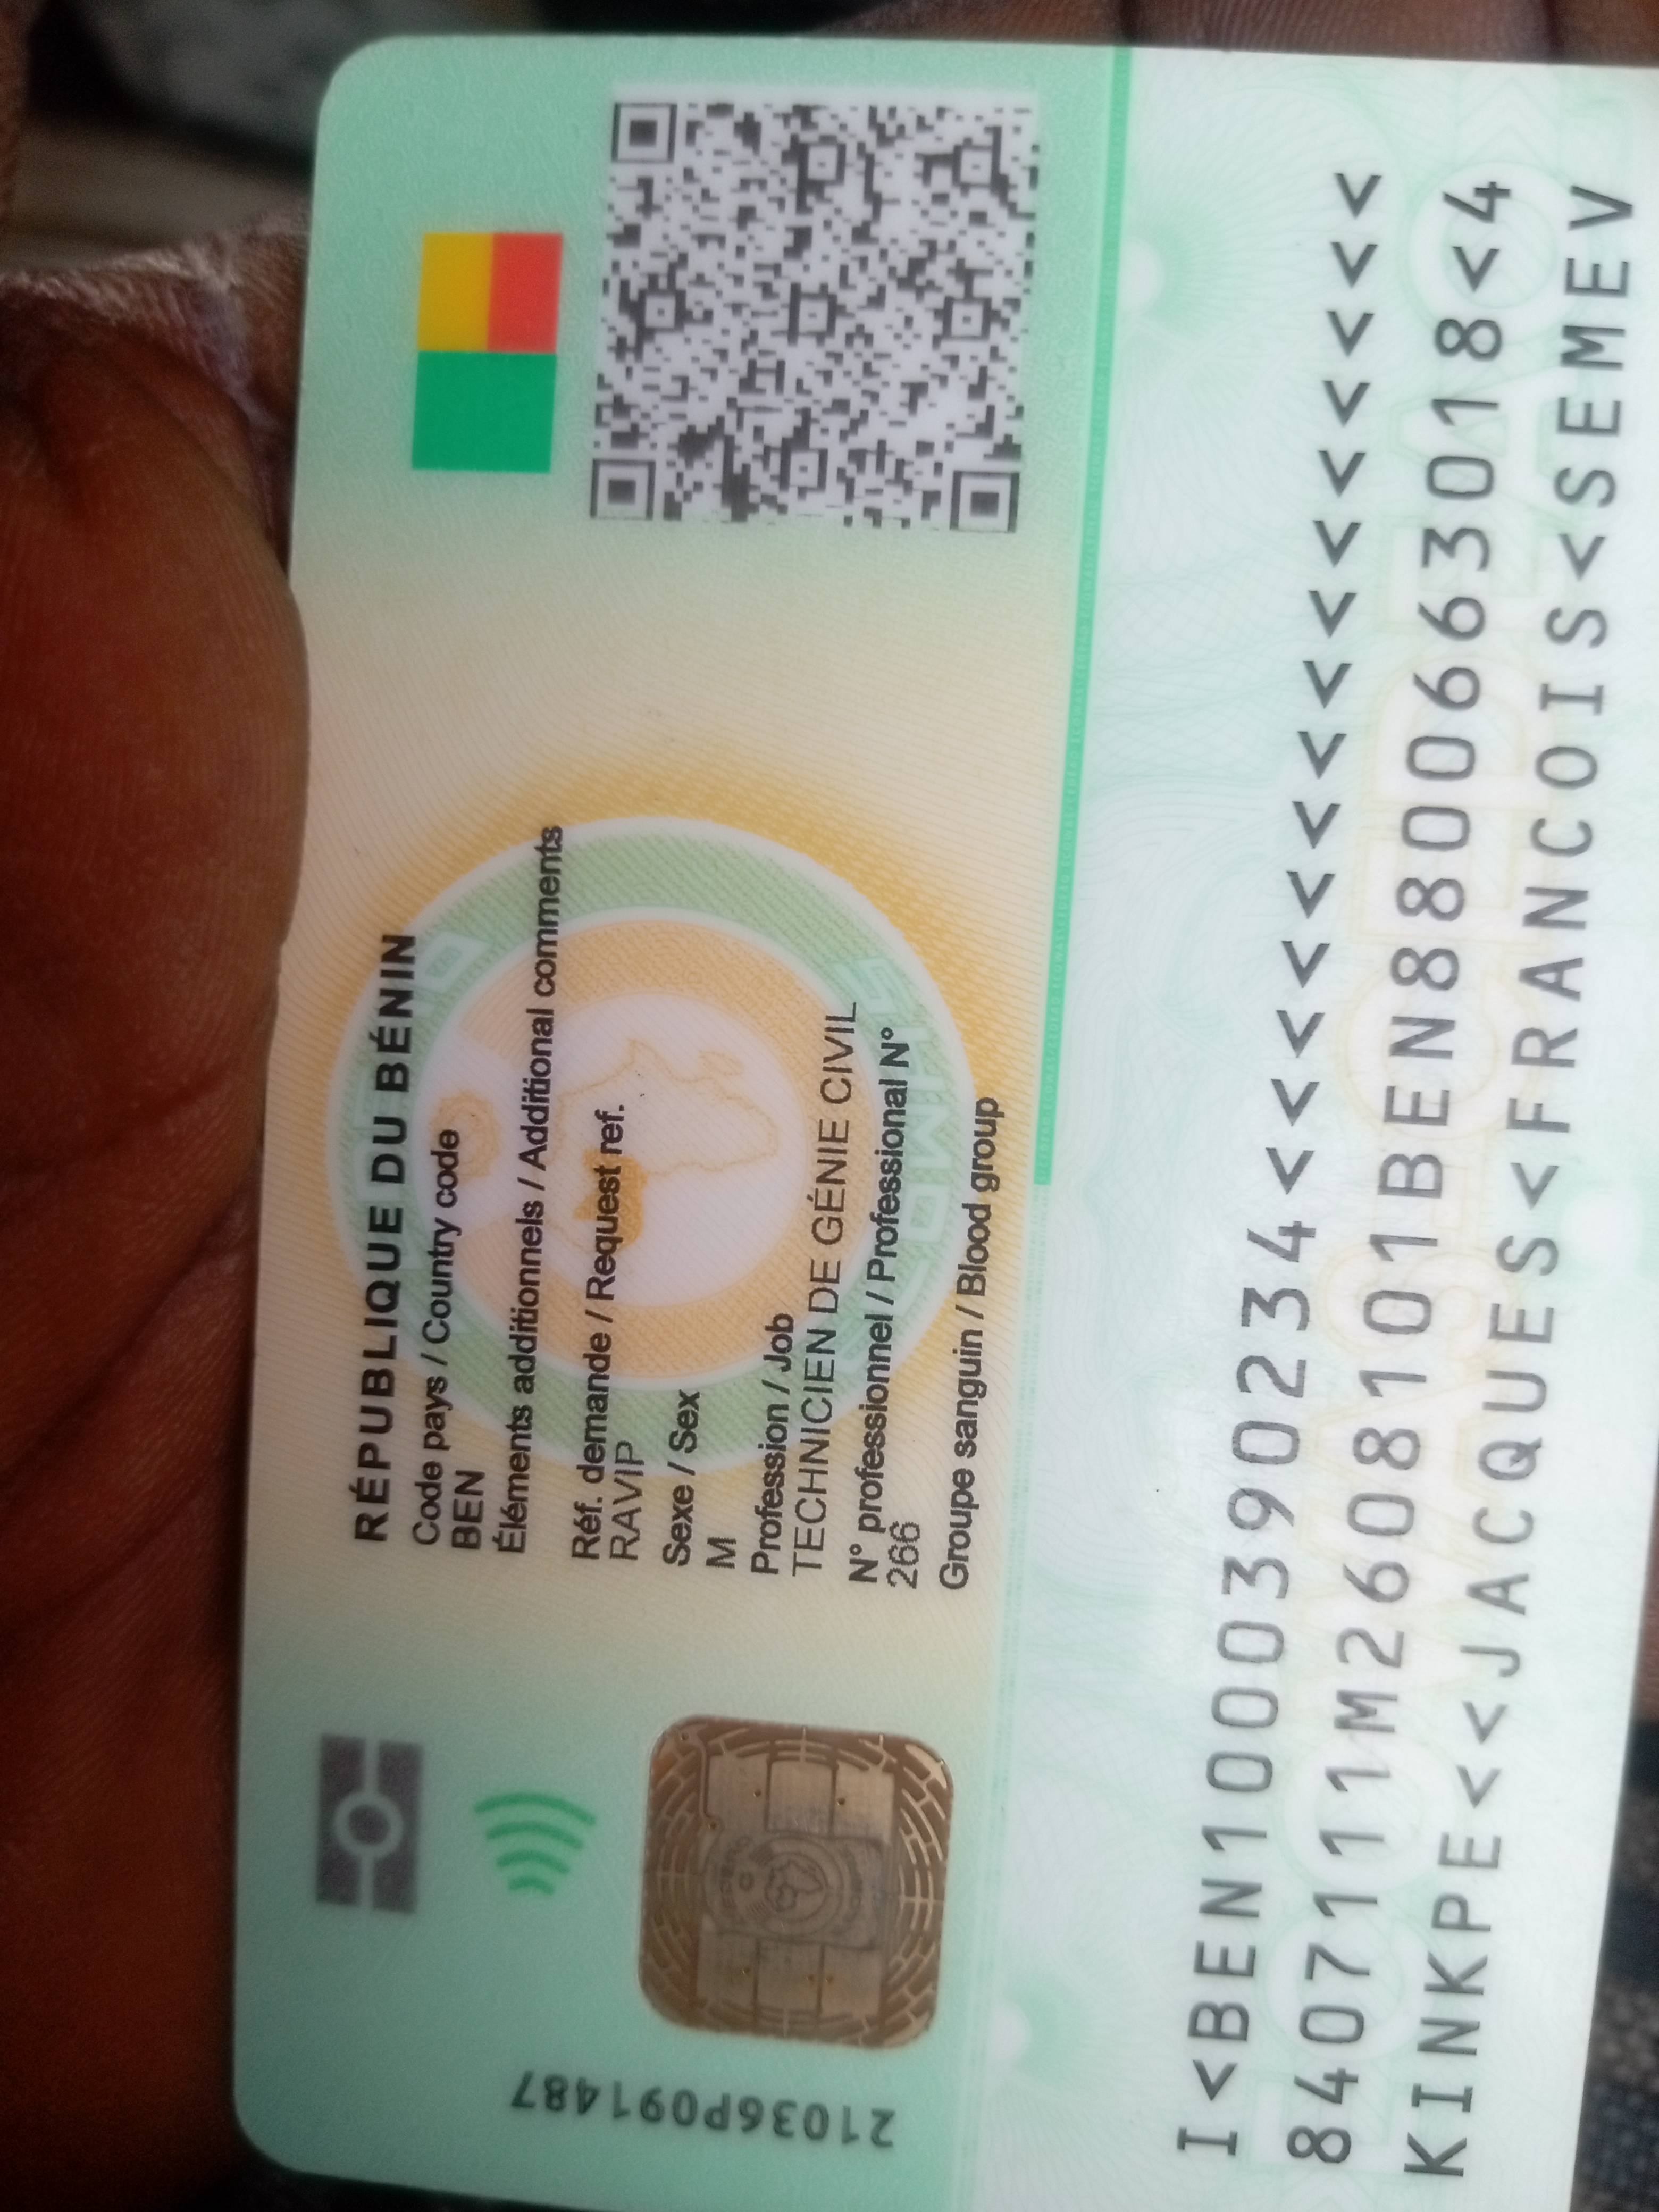 RÉPUBLIQUE DU BÉNIN
Code pays / Country code
BEN
Éléments additionnels / Additional comments
Réf. demande / Request ref.
RAVIP
Sexe / Sex
M
Profession / Job
TECHNICIEN DE GÉNIE CIVIL
N° professionnel / Professional N°
266
Groupe sanguin / Blood group
21036P091487
I<BEN1000390234<<<<<<<<<<<<<<<
8407111M2608101BEN8800663018<4
KINKPE<<JACQUES<FRANCOIS<SEMEV